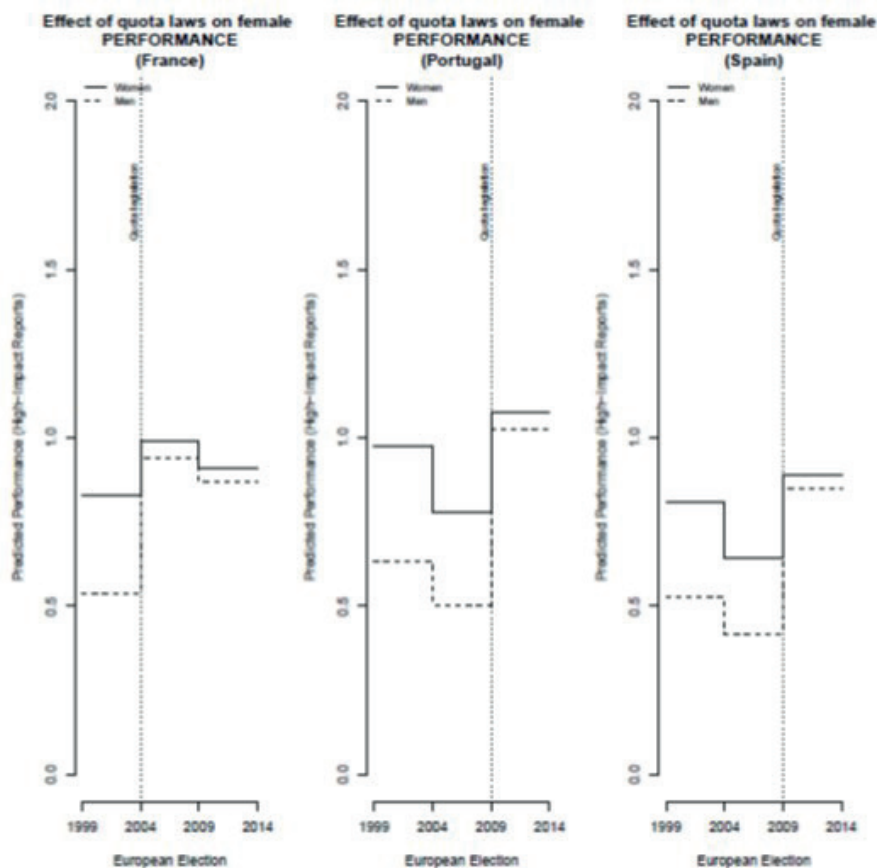 Effect of quota laws on female
PERFORMANCE
(France)
Women
Men
Quota legislation
Predicted Performance (High-Impact Reports)
2.0
1.5
1.0
0.5
0.0
1999
2004
2009
2014
European Election
Effect of quota laws on female
PERFORMANCE
(Portugal)
Women
Men
Quota legislation
Predicted Performance (High-Impact Reports)
2.0
1.5
1.0
0.5
0.0
1999
2004
2009
2014
European Election
Effect of quota laws on female
PERFORMANCE
(Spain)
Women
Men
Quota legislation
Predicted Performance (High-Impact Reports)
2.0
1.5
1.0
0.5
0.0
1999
2004
2009
2014
European Election